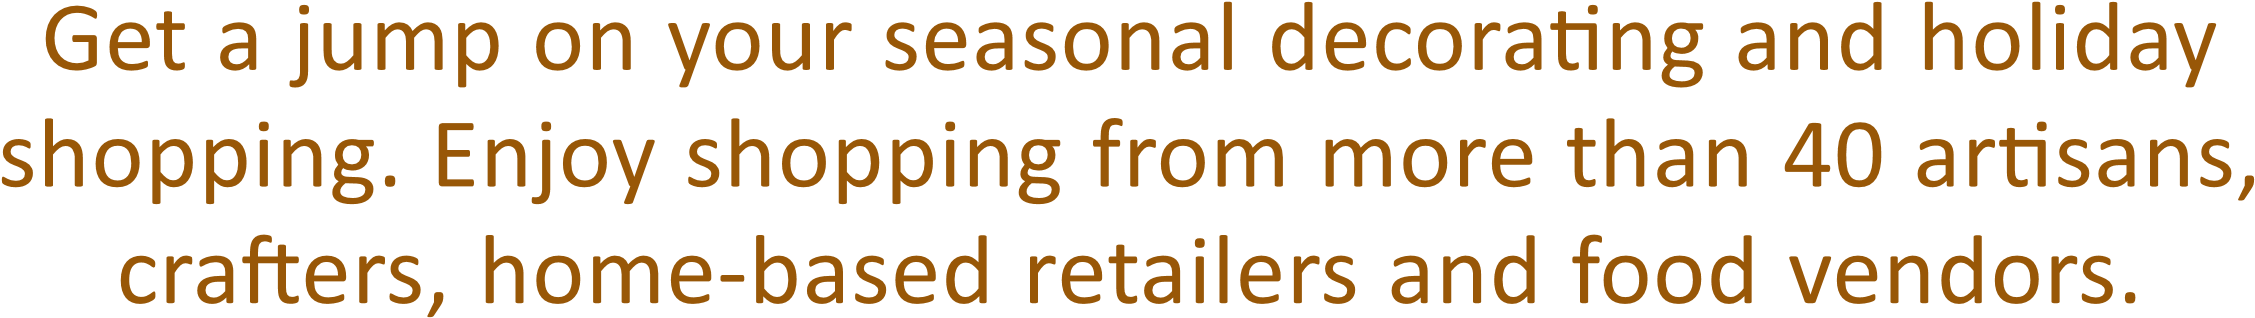 Get a jump on your seasonal decorating and holiday
shopping. Enjoy shopping from more than 40 artisans,
crafters, home-based retailers and food vendors.